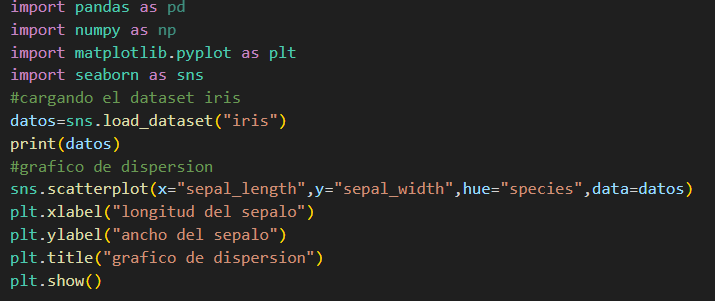 import pandas as pd
import numpy as np
import matplotlib.pyplot as plt
import seaborn as sns
#cargando el dataset iris
datos=sns.load_dataset("iris")
print(datos)
#grafico de dispersion
sns.scatterplot(x="sepal_length",y="sepal_width",hue="species",data=datos)
plt.xlabel("longitud del sepalo")
plt.ylabel("ancho del sepalo")
plt.title("grafico de dispersion")
plt.show()